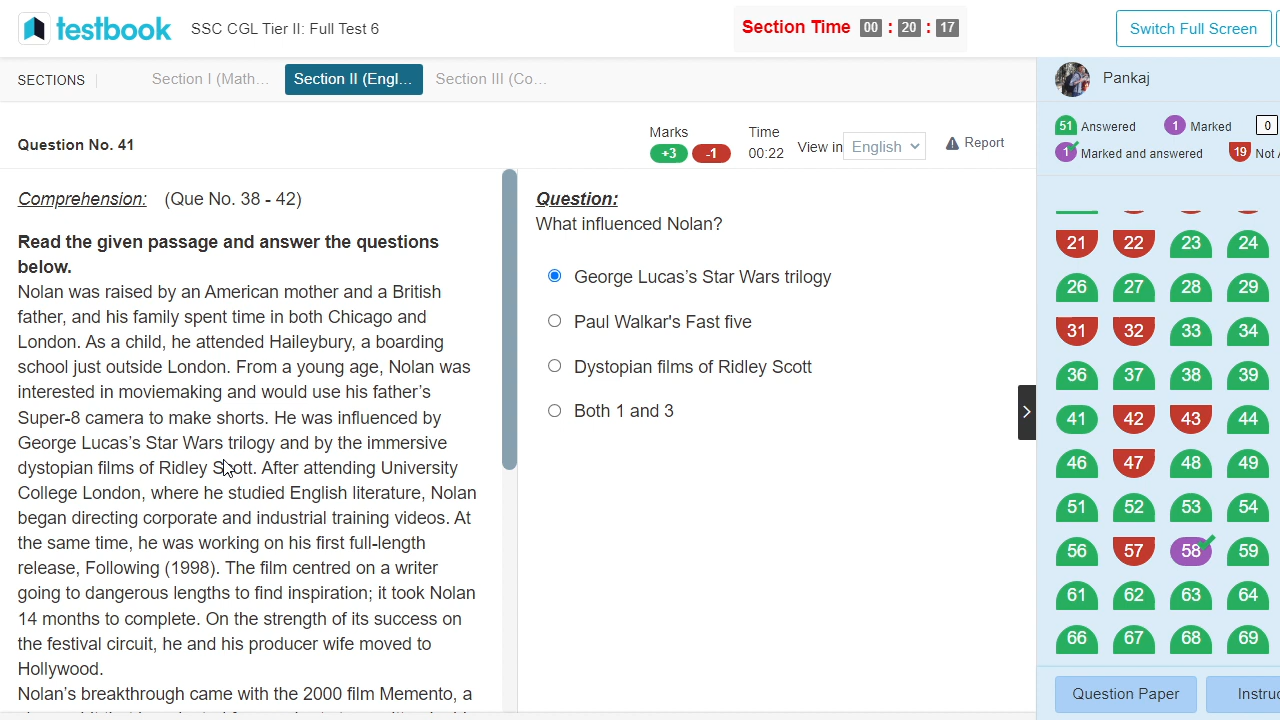 testbook
SSC CGL Tier II: Full Test 6
Section Time 00 : 20 : 17
Switch Full Screen
SECTIONS
Section I (Math...
Section II (Engl...
Section III (Co...
Pankaj
51 Answered
1 Marked
0
1 Marked and answered
19 Not
Question No. 41
Marks
+3 -1
Time
00:22
View in English
Report
Comprehension: (Que No. 38 - 42)
Read the given passage and answer the questions
below.
Nolan was raised by an American mother and a British
father, and his family spent time in both Chicago and
London. As a child, he attended Haileybury, a boarding
school just outside London. From a young age, Nolan was
interested in moviemaking and would use his father's
Super-8 camera to make shorts. He was influenced by
George Lucas's Star Wars trilogy and by the immersive
dystopian films of Ridley Scott. After attending University
College London, where he studied English literature, Nolan
began directing corporate and industrial training videos. At
the same time, he was working on his first full-length
release, Following (1998). The film centred on a writer
going to dangerous lengths to find inspiration; it took Nolan
14 months to complete. On the strength of its success on
the festival circuit, he and his producer wife moved to
Hollywood.
Nolan's breakthrough came with the 2000 film Memento, a
Question:
What influenced Nolan?
George Lucas's Star Wars trilogy
Paul Walkar's Fast five
Dystopian films of Ridley Scott
Both 1 and 3
21 22 23 24
26 27 28 29
31 32 33 34
36 37 38 39
41 42 43 44
46 47 48 49
51 52 53 54
56 57 58 59
61 62 63 64
66 67 68 69
Question Paper
Instruc